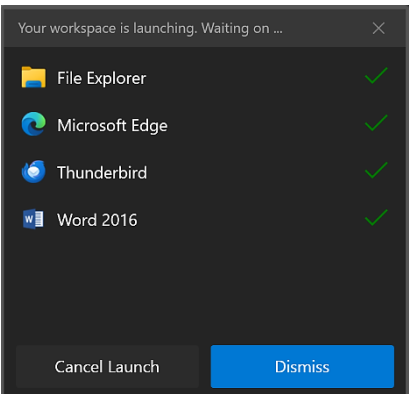 Your workspace is launching. Waiting on ...
File Explorer
Microsoft Edge
Thunderbird
W
Word 2016
Cancel Launch
Dismiss